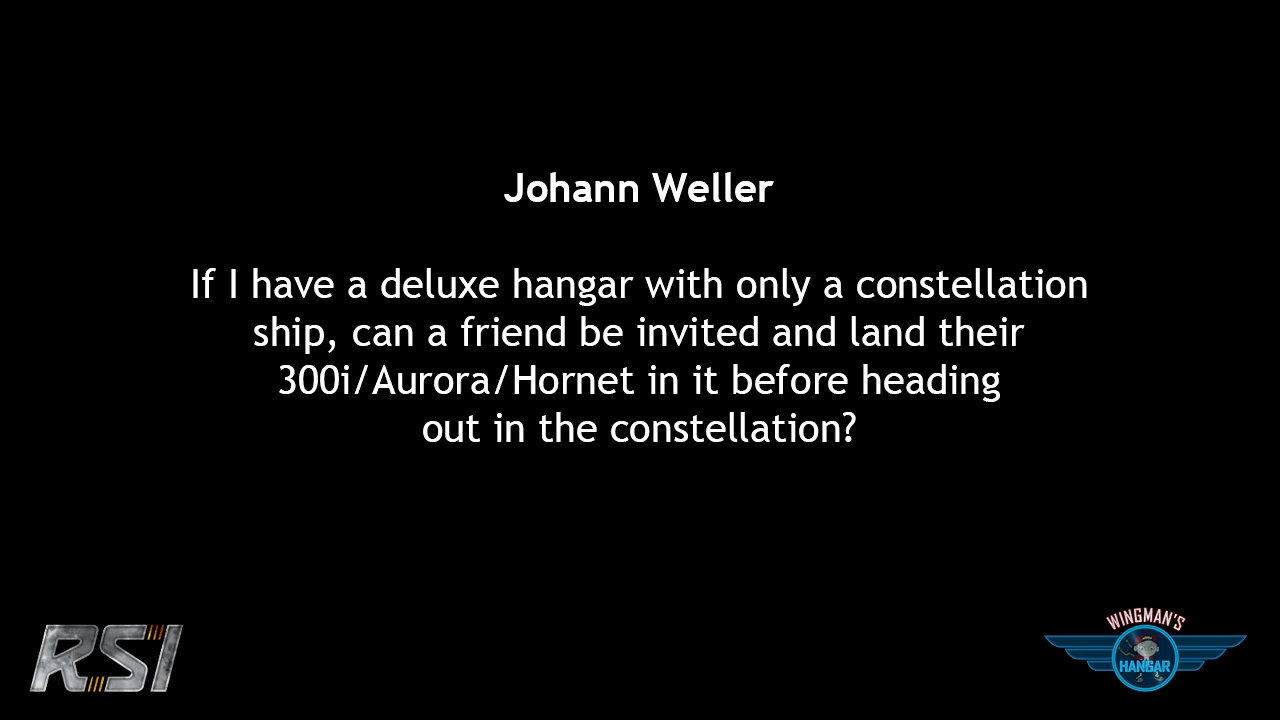 Johann Weller
If I have a deluxe hangar with only a constellation
ship, can a friend be invited and land their
300i/Aurora/Hornet in it before heading
out in the constellation?
RSI
WINGMAN'S
HANGAR